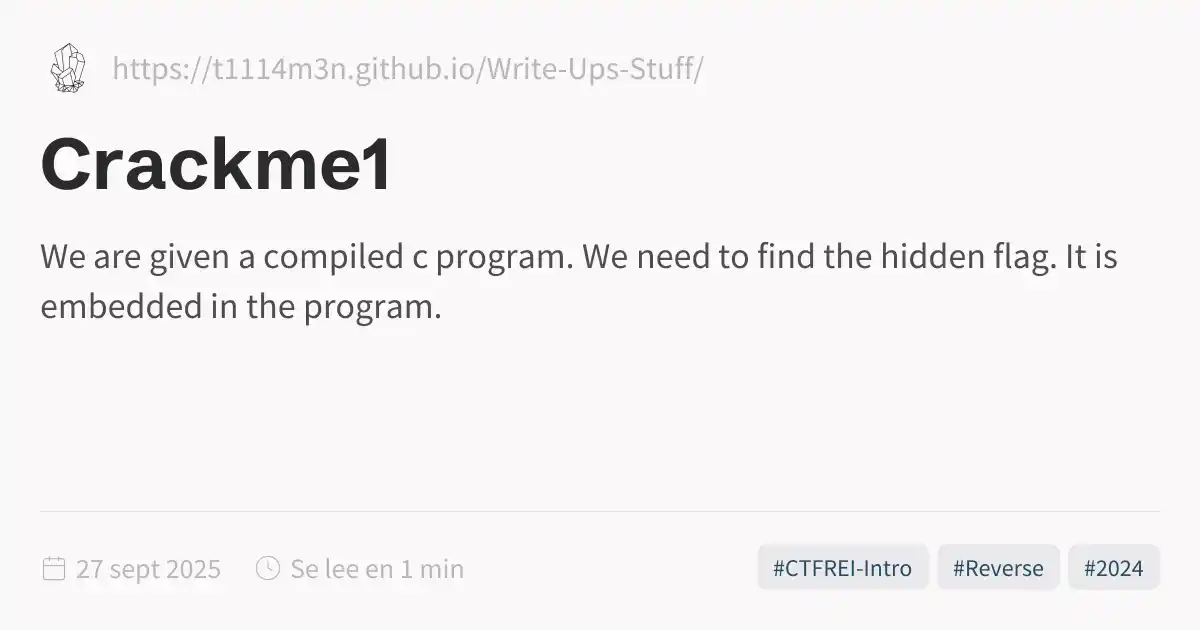 https://t1114m3n.github.io/Write-Ups-Stuff/
Crackme1
We are given a compiled c program. We need to find the hidden flag. It is
embedded in the program.
27 sept 2025 Se lee en 1 min #CTFREI-Intro #Reverse #2024